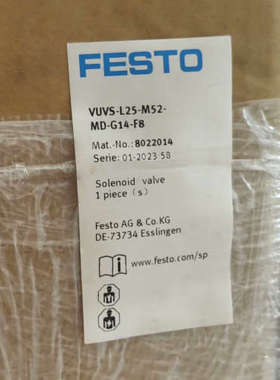 FESTO
VUVS-L25-M52-
MD-G14-F8
Mat.-No.:8022014
Serie: 01-2023 58
Solenoid valve
1 piece (s)
Festo AG & Co.KG
DE-73734 Esslingen
www.festo.com/sp